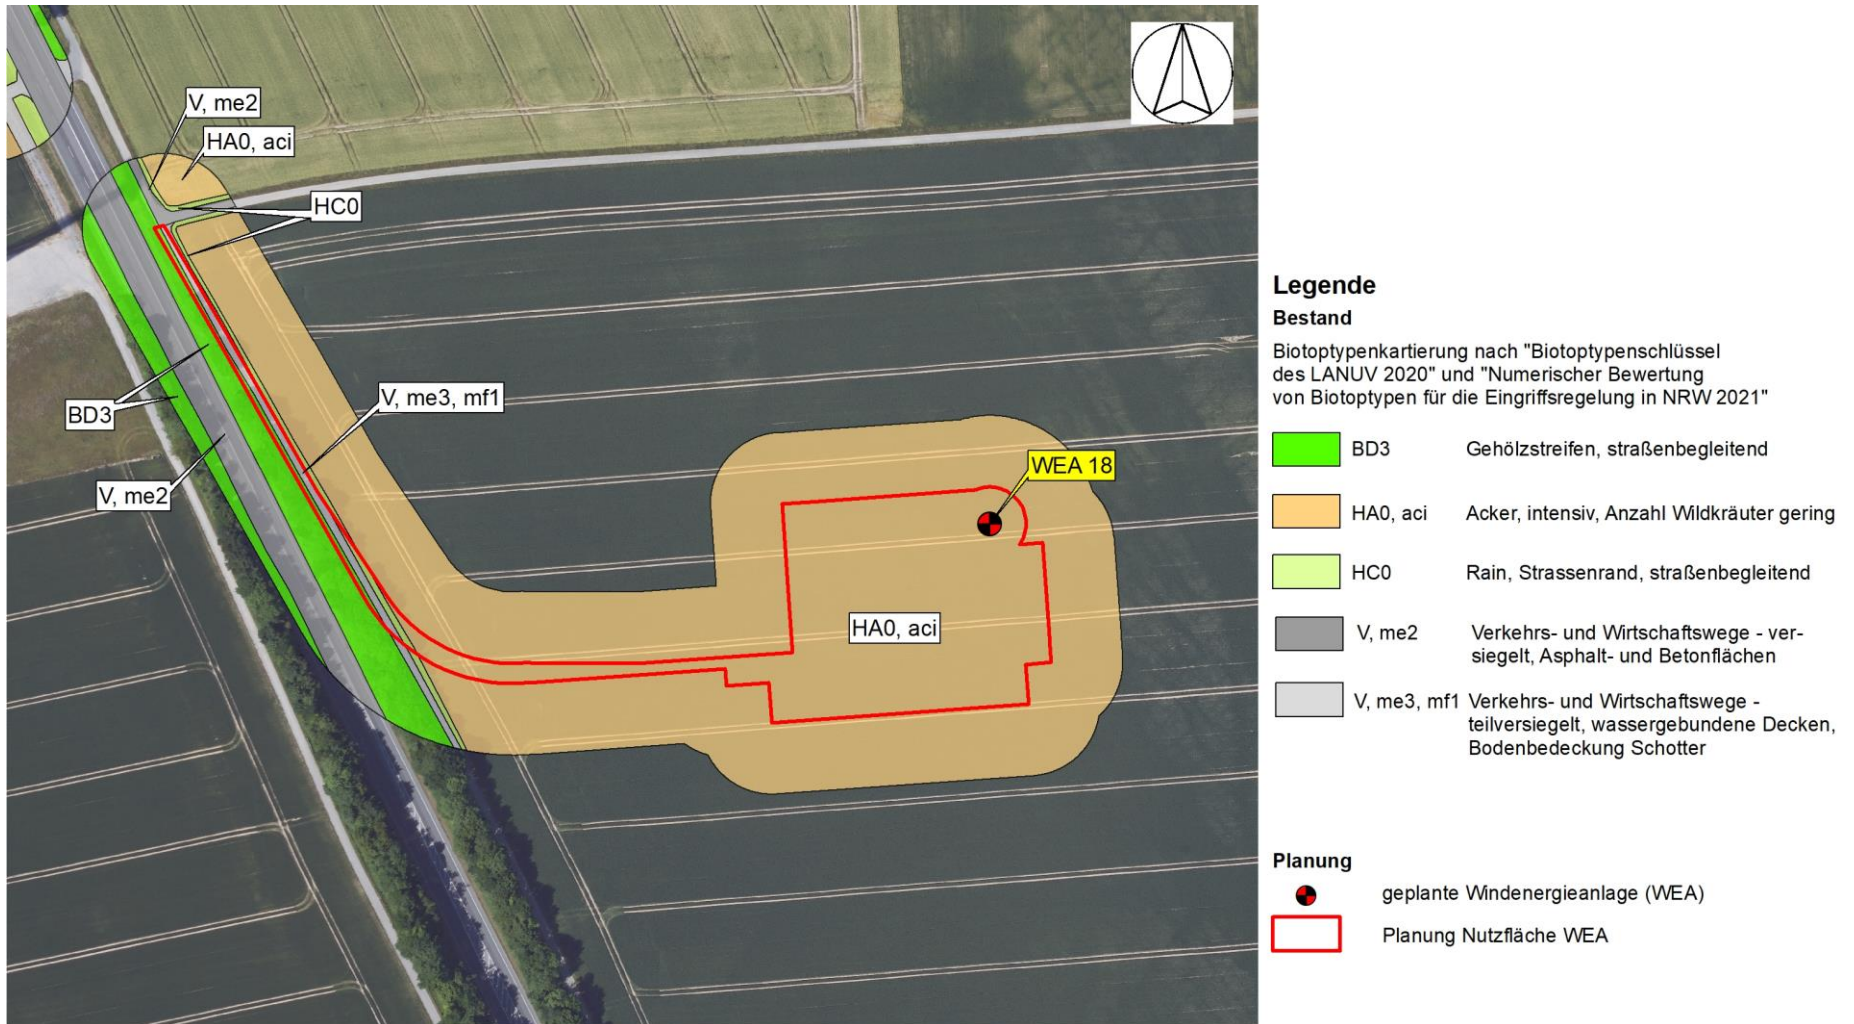 V, me2
HA0, aci
HC0
V, me3, mf1
BD3
V, me2
WEA 18
HA0, aci
Legende
Bestand
Biotoptypenkartierung nach "Biotoptypenschlüssel
des LANUV 2020" und "Numerischer Bewertung
von Biotoptypen für die Eingriffsregelung in NRW 2021"
BD3 Gehölzstreifen, straßenbegleitend
HA0, aci Acker, intensiv, Anzahl Wildkräuter gering
HC0 Rain, Strassenrand, straßenbegleitend
V, me2 Verkehrs- und Wirtschaftswege - ver-
siegelt, Asphalt- und Betonflächen
V, me3, mf1 Verkehrs- und Wirtschaftswege -
teilversiegelt, wassergebundene Decken,
Bodenbedeckung Schotter
Planung
geplante Windenergieanlage (WEA)
Planung Nutzfläche WEA